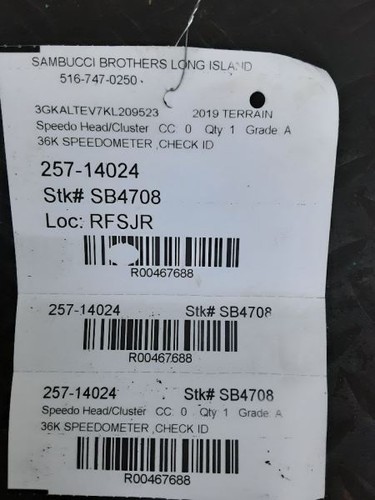 SAMBUCCI BROTHERS LONG ISLAND
516-747-0250
3GKALTEV7KL209523 2019 TERRAIN
Speedo Head/Cluster CC 0 Qty 1 Grade A
36K SPEEDOMETER ,CHECK ID
257-14024
Stk# SB4708
Loc: RFSJR
R00467688
257-14024 Stk# SB4708
R00467688
257-14024 Stk# SB4708
Speedo Head/Cluster CC 0 Qty 1 Grade A
36K SPEEDOMETER ,CHECK ID
R00467688